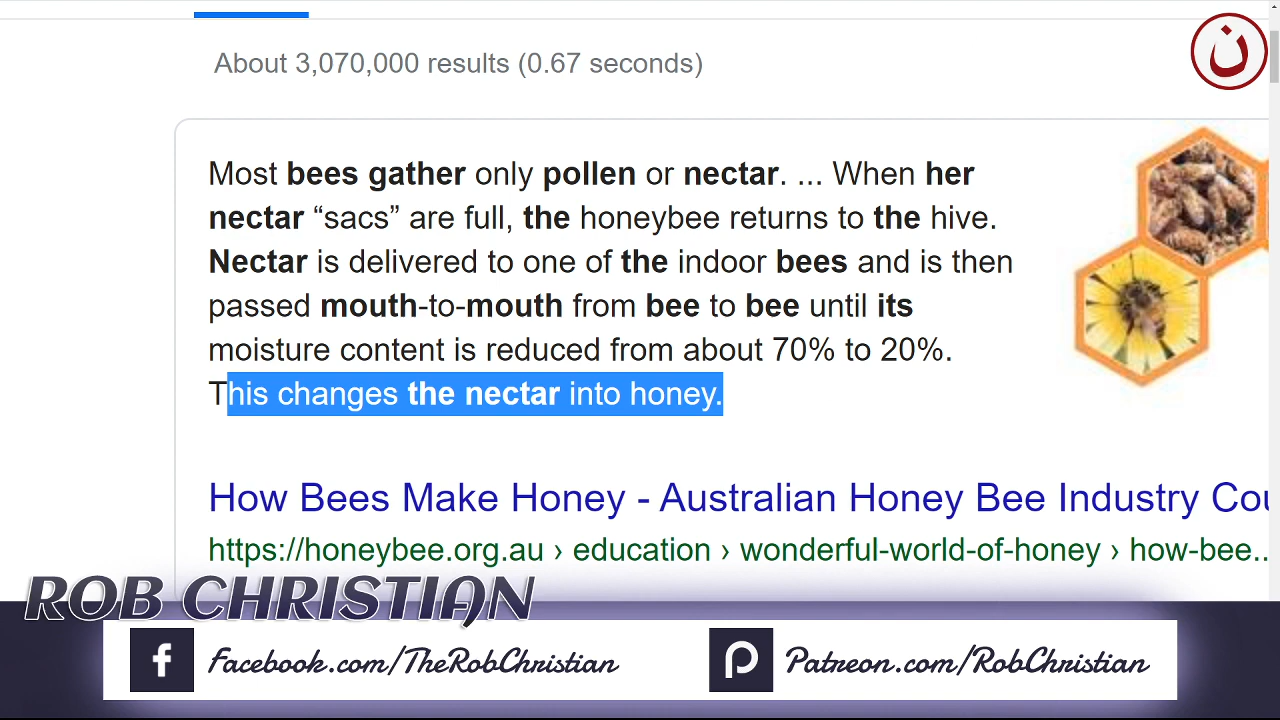 About 3,070,000 results (0.67 seconds)
ن
Most bees gather only pollen or nectar. ... When her
nectar “sacs” are full, the honeybee returns to the hive.
Nectar is delivered to one of the indoor bees and is then
passed mouth-to-mouth from bee to bee until its
moisture content is reduced from about 70% to 20%.
This changes the nectar into honey.
How Bees Make Honey - Australian Honey Bee Industry Cou
https://honeybee.org.au › education › wonderful-world-of-honey › how-bee...
ROB CHRISTIAN
Facebook.com/TheRobChristian
Patreon.com/RobChristian